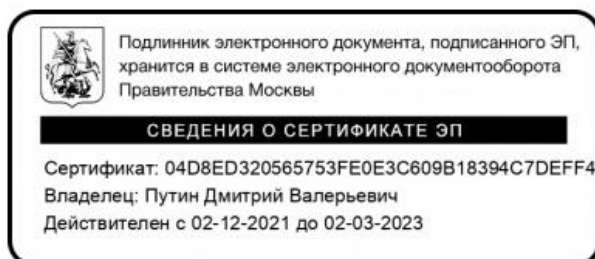 Подлинник электронного документа, подписанного ЭП,
хранится в системе электронного документооборота
Правительства Москвы
СВЕДЕНИЯ О СЕРТИФИКАТЕ ЭП
Сертификат: 04D8ED320565753FE0E3C609B18394C7DEFF4
Владелец: Путин Дмитрий Валерьевич
Действителен с 02-12-2021 до 02-03-2023